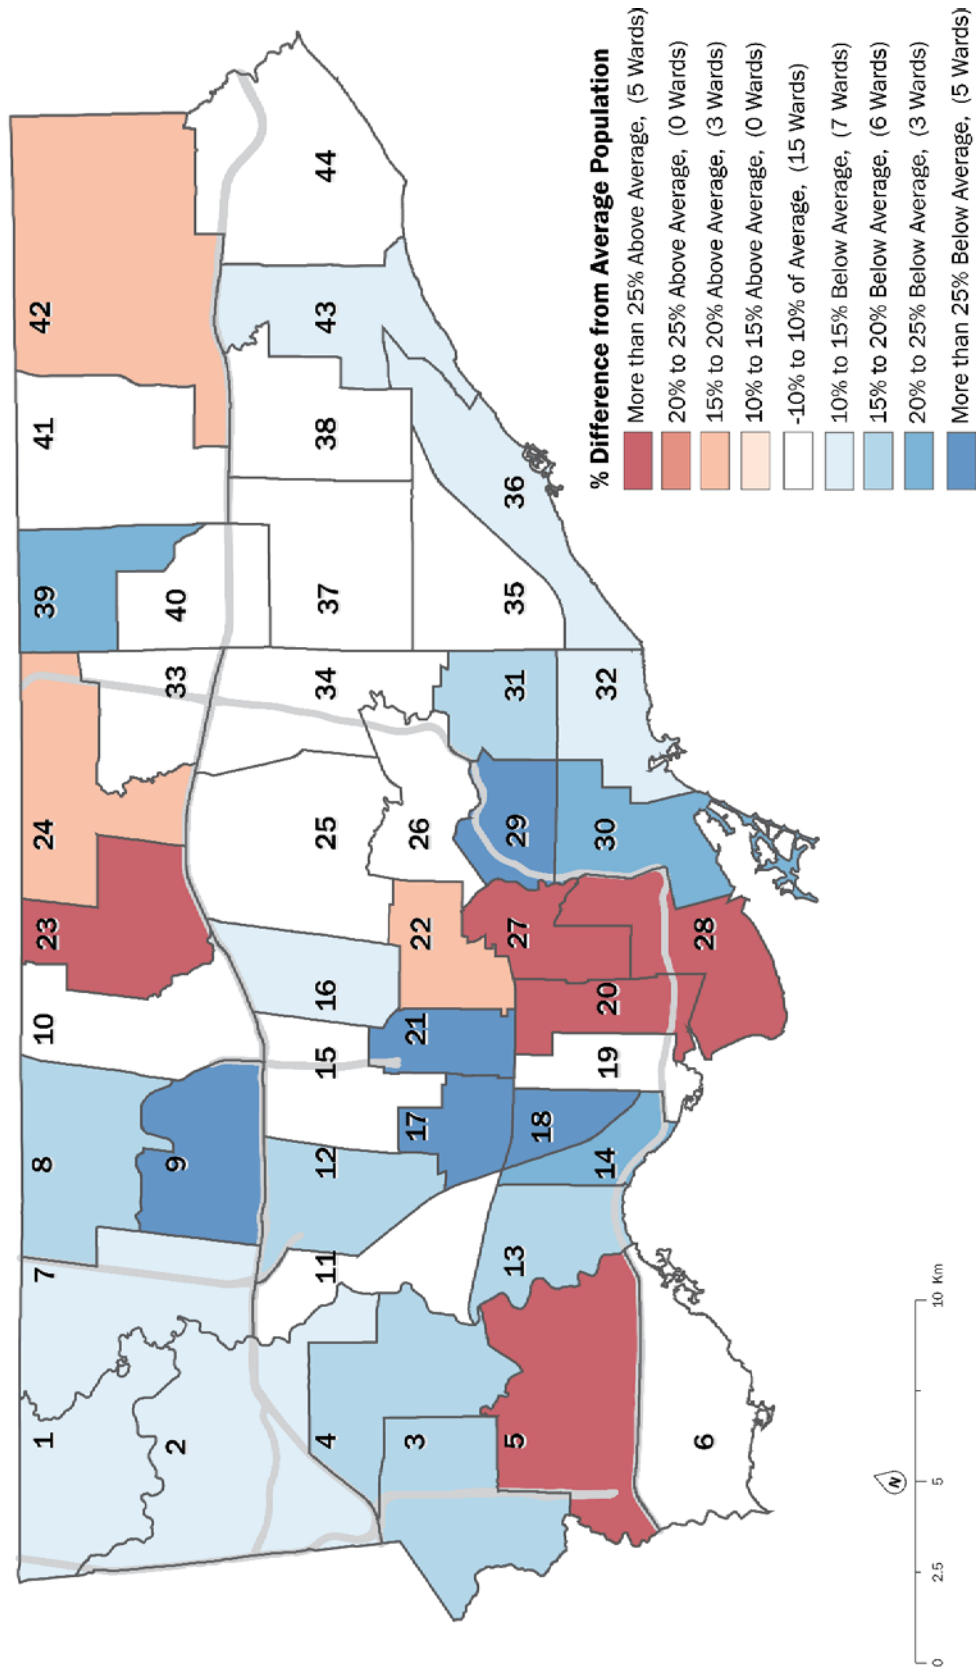 1 7 8 10 23 24 39 41 42
2 9 33 40
4 11 12 15 16 25 34 37 38 43 44
3 17 21 22 26
5 13 18 27 29 31 35 36
14 19 20 30 32
6 28
% Difference from Average Population
More than 25% Above Average, (5 Wards)
20% to 25% Above Average, (0 Wards)
15% to 20% Above Average, (3 Wards)
10% to 15% Above Average, (0 Wards)
-10% to 10% of Average, (15 Wards)
10% to 15% Below Average, (7 Wards)
15% to 20% Below Average, (6 Wards)
20% to 25% Below Average, (3 Wards)
More than 25% Below Average, (5 Wards)
N
0 2.5 5 10 Km